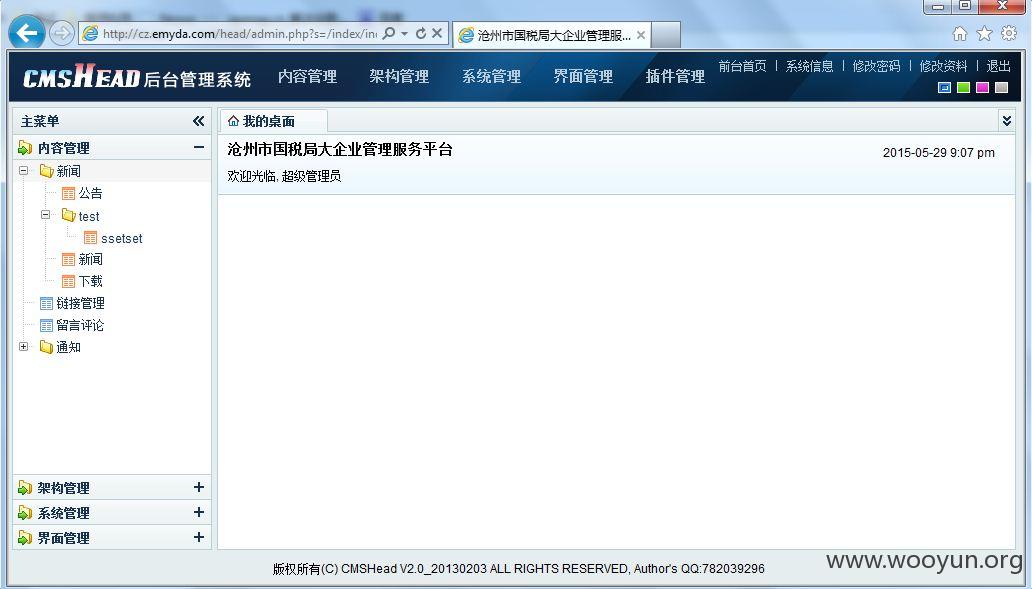 http://cz.emyda.com/head/admin.php?s=/index/in
沧州市国税局大企业管理服...
CMSHEAD 后台管理系统
内容管理 架构管理 系统管理 界面管理 插件管理
前台首页 | 系统信息 | 修改密码 | 修改资料 | 退出
主菜单
我的桌面
内容管理
沧州市国税局大企业管理服务平台
2015-05-29 9:07 pm
欢迎光临, 超级管理员
新闻
公告
test
ssetset
新闻
下载
链接管理
留言评论
通知
架构管理
系统管理
界面管理
www.wooyun.org
版权所有(C) CMSHead V2.0_20130203 ALL RIGHTS RESERVED, Author's QQ:782039296